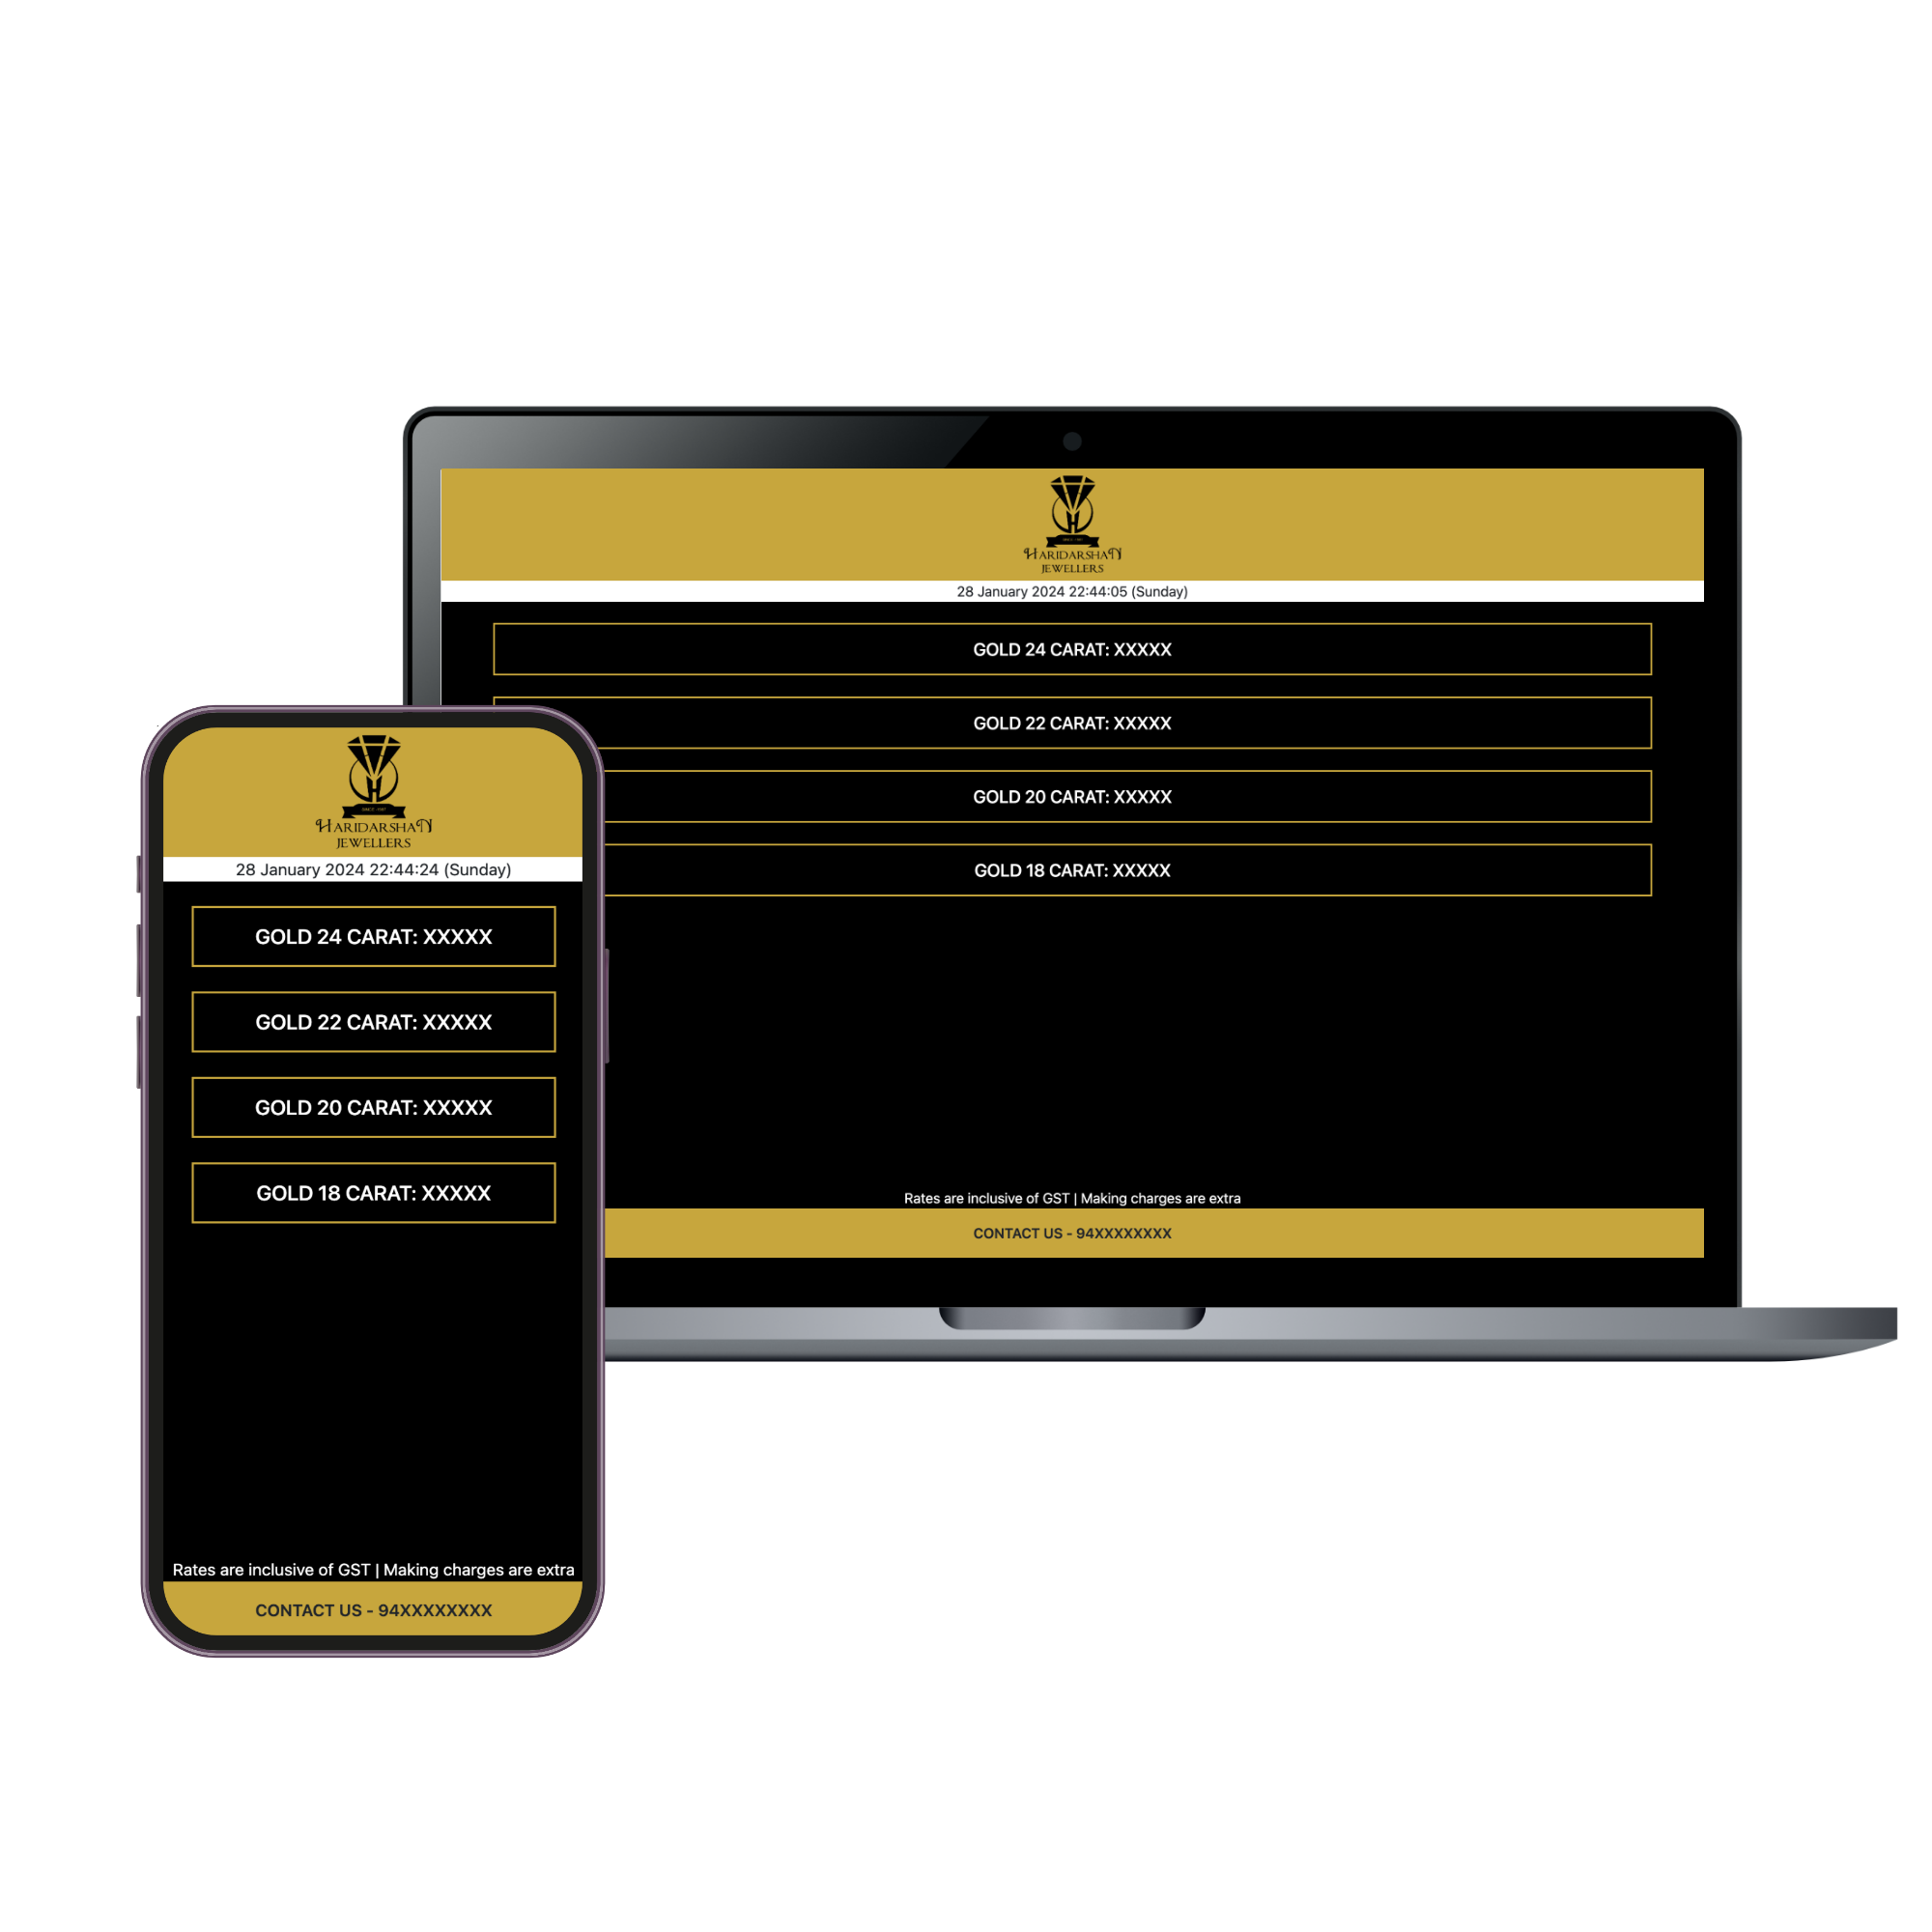 HARIDARSHAN
JEWELLERS
28 January 2024 22:44:05 (Sunday)
GOLD 24 CARAT: XXXXX
GOLD 22 CARAT: XXXXX
GOLD 20 CARAT: XXXXX
GOLD 18 CARAT: XXXXX
Rates are inclusive of GST | Making charges are extra
CONTACT US - 94XXXXXXXX
HARIDARSHAN
JEWELLERS
28 January 2024 22:44:24 (Sunday)
GOLD 24 CARAT: XXXXX
GOLD 22 CARAT: XXXXX
GOLD 20 CARAT: XXXXX
GOLD 18 CARAT: XXXXX
Rates are inclusive of GST | Making charges are extra
CONTACT US - 94XXXXXXXX